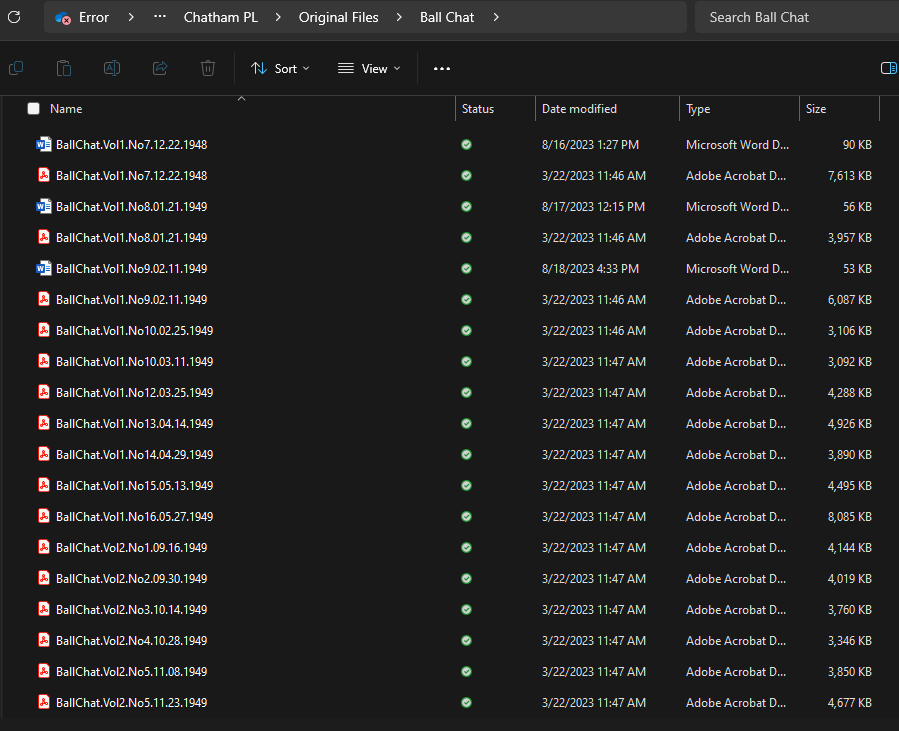 Error > ... Chatham PL > Original Files > Ball Chat > Search Ball Chat
Sort View ...
Name Status Date modified Type Size
BallChat.Vol1.No7.12.22.1948 8/16/2023 1:27 PM Microsoft Word D... 90 KB
BallChat.Vol1.No7.12.22.1948 3/22/2023 11:46 AM Adobe Acrobat D... 7,613 KB
BallChat.Vol1.No8.01.21.1949 8/17/2023 12:15 PM Microsoft Word D... 56 KB
BallChat.Vol1.No8.01.21.1949 3/22/2023 11:46 AM Adobe Acrobat D... 3,957 KB
BallChat.Vol1.No9.02.11.1949 8/18/2023 4:33 PM Microsoft Word D... 53 KB
BallChat.Vol1.No9.02.11.1949 3/22/2023 11:46 AM Adobe Acrobat D... 6,087 KB
BallChat.Vol1.No10.02.25.1949 3/22/2023 11:46 AM Adobe Acrobat D... 3,106 KB
BallChat.Vol1.No10.03.11.1949 3/22/2023 11:47 AM Adobe Acrobat D... 3,092 KB
BallChat.Vol1.No12.03.25.1949 3/22/2023 11:47 AM Adobe Acrobat D... 4,288 KB
BallChat.Vol1.No13.04.14.1949 3/22/2023 11:47 AM Adobe Acrobat D... 4,926 KB
BallChat.Vol1.No14.04.29.1949 3/22/2023 11:47 AM Adobe Acrobat D... 3,890 KB
BallChat.Vol1.No15.05.13.1949 3/22/2023 11:47 AM Adobe Acrobat D... 4,495 KB
BallChat.Vol1.No16.05.27.1949 3/22/2023 11:47 AM Adobe Acrobat D... 8,085 KB
BallChat.Vol2.No1.09.16.1949 3/22/2023 11:47 AM Adobe Acrobat D... 4,144 KB
BallChat.Vol2.No2.09.30.1949 3/22/2023 11:47 AM Adobe Acrobat D... 4,019 KB
BallChat.Vol2.No3.10.14.1949 3/22/2023 11:47 AM Adobe Acrobat D... 3,760 KB
BallChat.Vol2.No4.10.28.1949 3/22/2023 11:47 AM Adobe Acrobat D... 3,346 KB
BallChat.Vol2.No5.11.08.1949 3/22/2023 11:47 AM Adobe Acrobat D... 3,850 KB
BallChat.Vol2.No5.11.23.1949 3/22/2023 11:47 AM Adobe Acrobat D... 4,677 KB